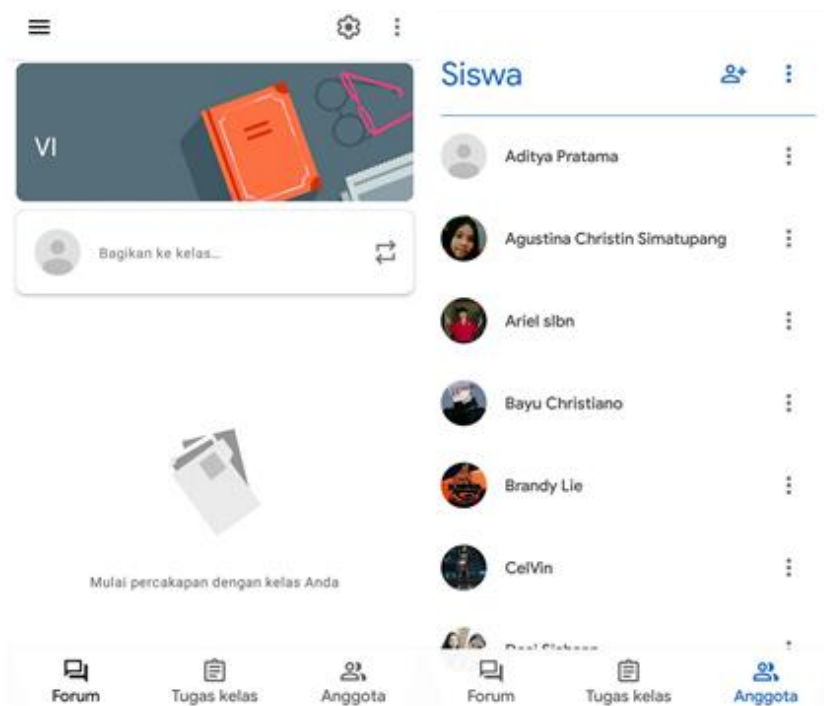 VI
Bagikan ke kelas...
Mulai percakapan dengan kelas Anda
Forum
Tugas kelas
Anggota
Siswa
Aditya Pratama
Agustina Christin Simatupang
Ariel slbn
Bayu Christiano
Brandy Lie
CelVin
Forum
Tugas kelas
Anggota